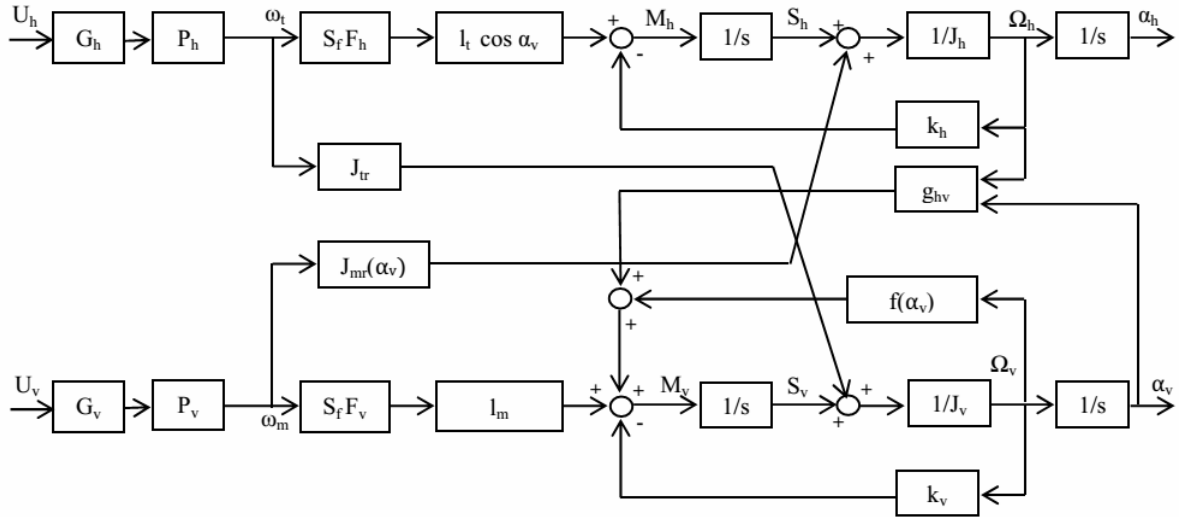 U_h ω_t M_h S_h Ω_h α_h
G_h P_h S_f F_h l_t cos α_v + - 1/s + + 1/J_h 1/s
k_h
J_tr
g_hv
J_mr(α_v)
+ + f(α_v)
U_v ω_m M_v S_v Ω_v α_v
G_v P_v S_f F_v l_m + + - 1/s + + 1/J_v 1/s
k_v